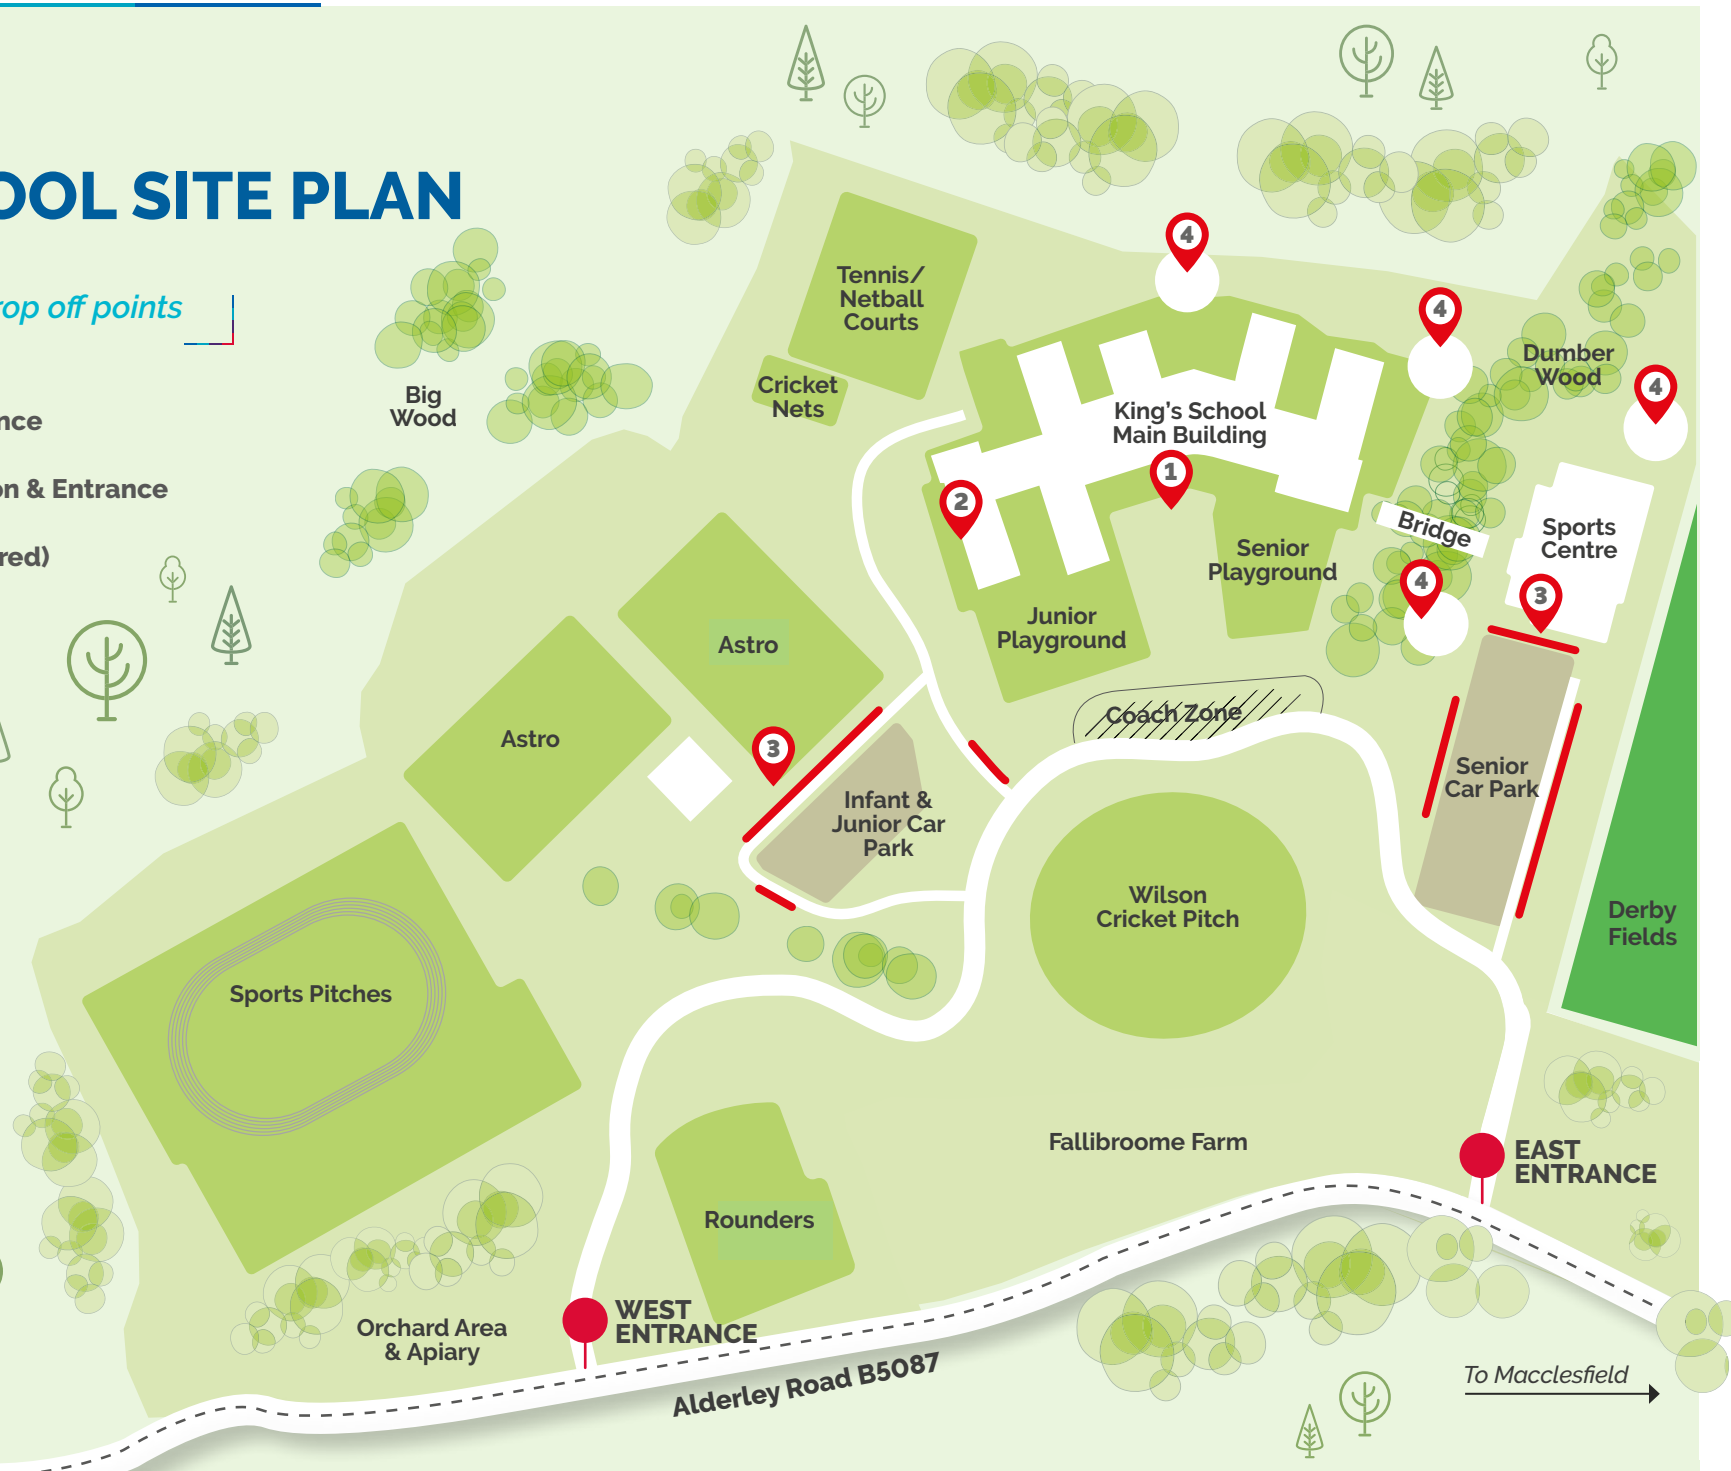 OOL SITE PLAN
rop off points
nce
on & Entrance
red)
Big
Wood
Tennis/
Netball
Courts
Cricket
Nets
4
4
4
Dumber
Wood
King's School
Main Building
1
2
Bridge
Sports
Centre
Senior
Playground
4
3
Junior
Playground
Astro
Astro
Coach Zone
3
Infant &
Junior Car
Park
Senior
Car Park
Wilson
Cricket Pitch
Derby
Fields
Sports Pitches
Fallibroome Farm
EAST
ENTRANCE
Rounders
WEST
ENTRANCE
Orchard Area
& Apiary
Alderley Road B5087
To Macclesfield